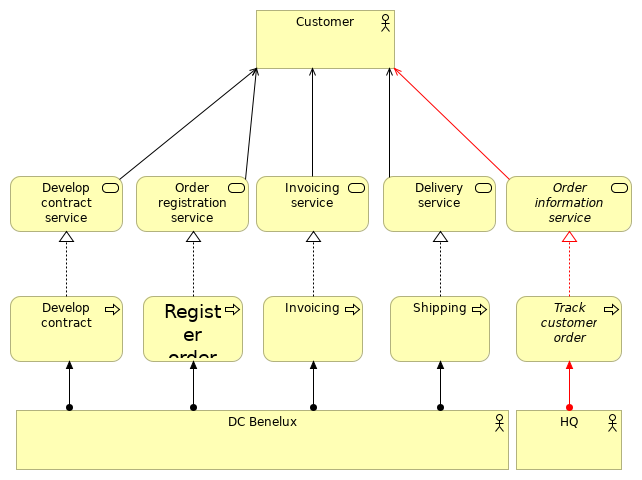 Customer
Develop
contract
service
Order
registration
service
Invoicing
service
Delivery
service
Order
information
service
Develop
contract
Regist
er
order
Invoicing
Shipping
Track
customer
order
DC Benelux
HQ